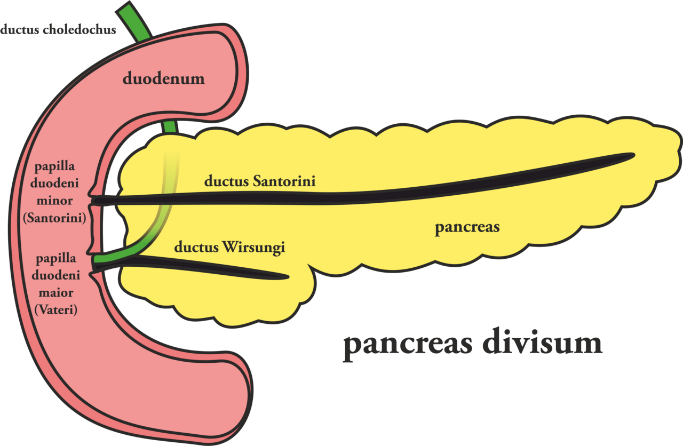 ductus choledochus
duodenum
papilla
duodeni
minor
(Santorini)
ductus Santorini
pancreas
ductus Wirsungi
papilla
duodeni
maior
(Vateri)
pancreas divisum